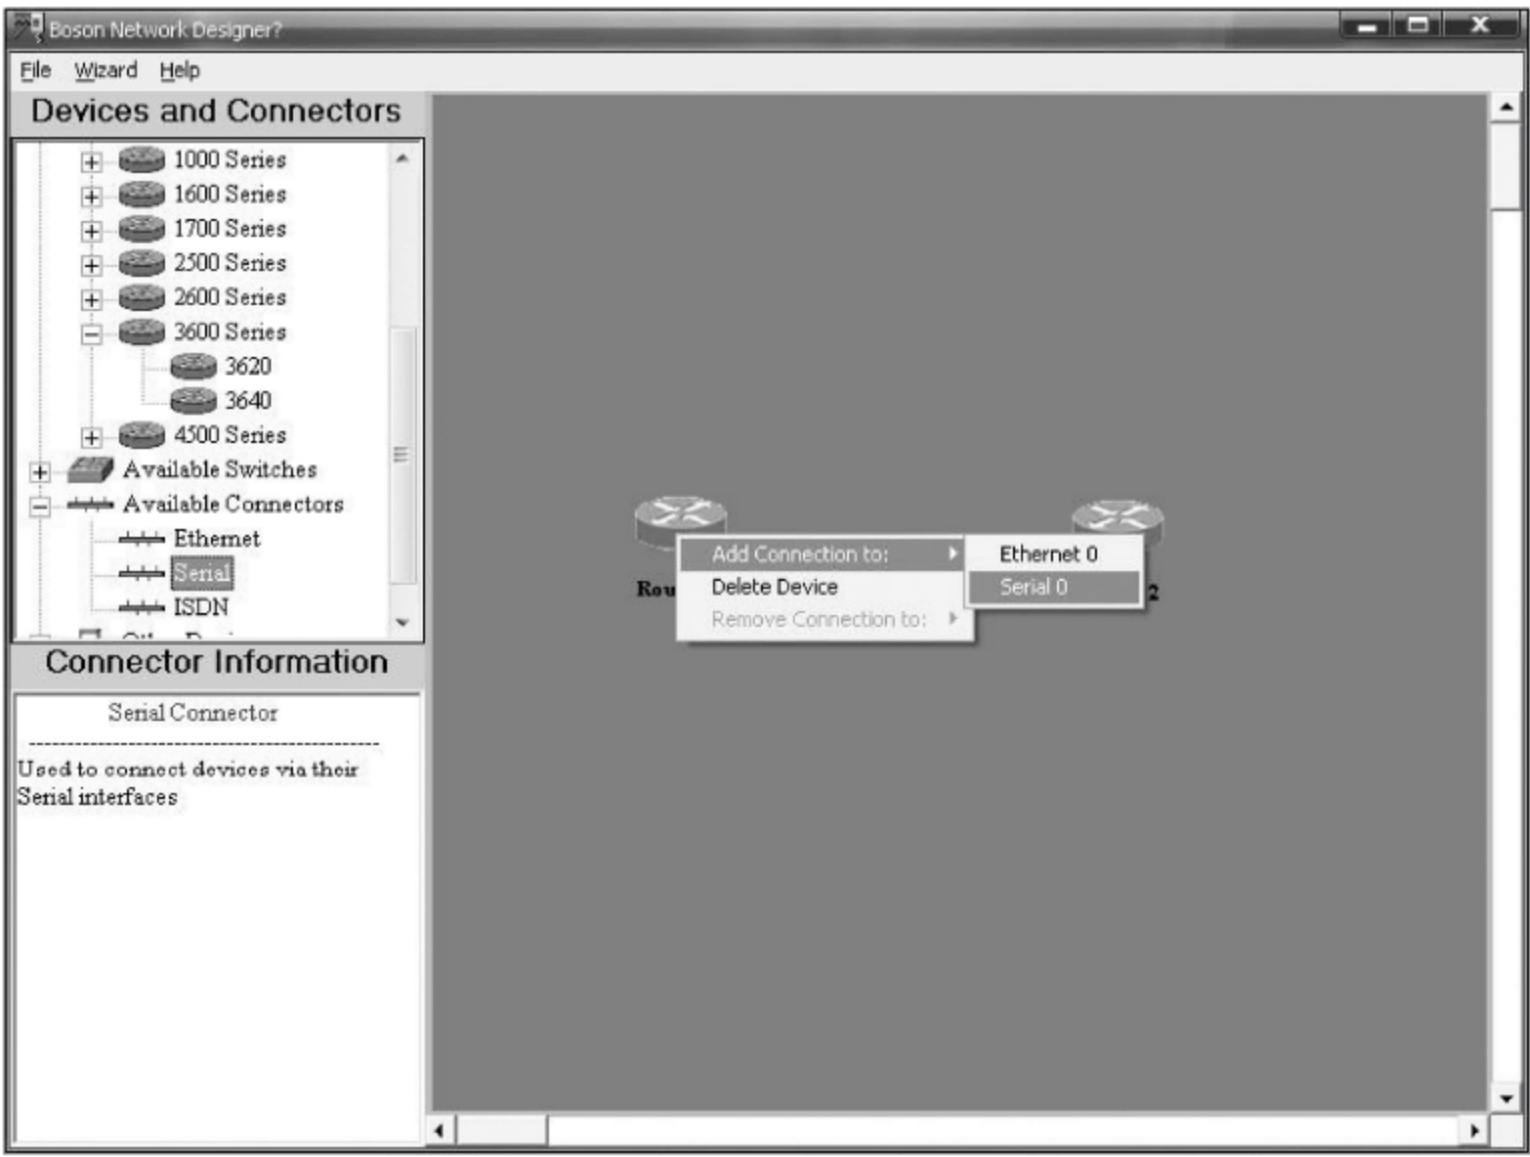 Boson Network Designer?
File Wizard Help
Devices and Connectors
1000 Series
1600 Series
1700 Series
2500 Series
2600 Series
3600 Series
3620
3640
4500 Series
Available Switches
Available Connectors
Ethernet
Serial
ISDN
Connector Information
Serial Connector
--------------------------------------------------
Used to connect devices via their
Serial interfaces
Rou
2
Add Connection to:
Delete Device
Remove Connection to:
Ethernet 0
Serial 0